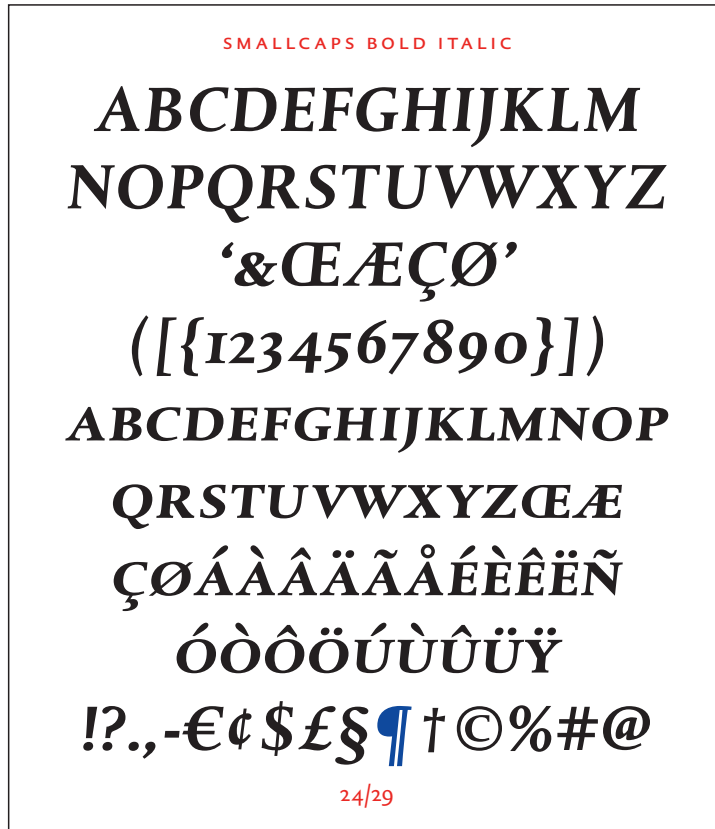 SMALLCAPS BOLD ITALIC
ABCDEFGHIJKLM
NOPQRSTUVWXYZ
‘&ŒÆÇØ’
([{1234567890}])
ABCDEFGHIJKLMNOP
QRSTUVWXYZŒÆ
ÇØÁÀÂÄÃÅÉÈÊËÑ
ÓÒÔÖÚÙÛÜŸ
!?.,-€¢$£§¶†©%#@
24/29